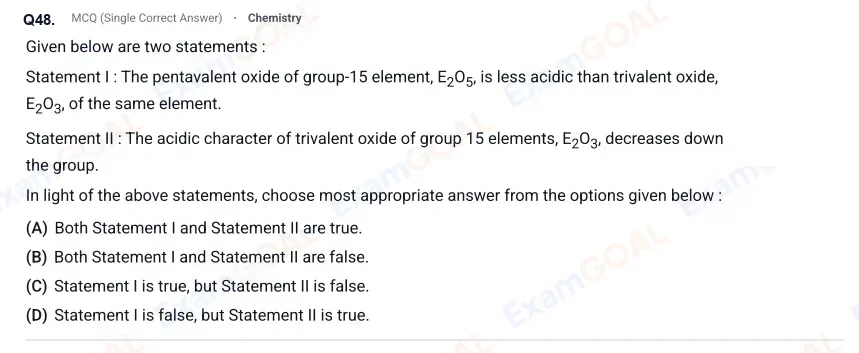 Q48. MCQ (Single Correct Answer) · Chemistry
Given below are two statements :
Statement I : The pentavalent oxide of group-15 element, E₂O₅, is less acidic than trivalent oxide,
E₂O₃, of the same element.
Statement II : The acidic character of trivalent oxide of group 15 elements, E₂O₃, decreases down
the group.
In light of the above statements, choose most appropriate answer from the options given below :
(A) Both Statement I and Statement II are true.
(B) Both Statement I and Statement II are false.
(C) Statement I is true, but Statement II is false.
(D) Statement I is false, but Statement II is true.
ExamGOAL